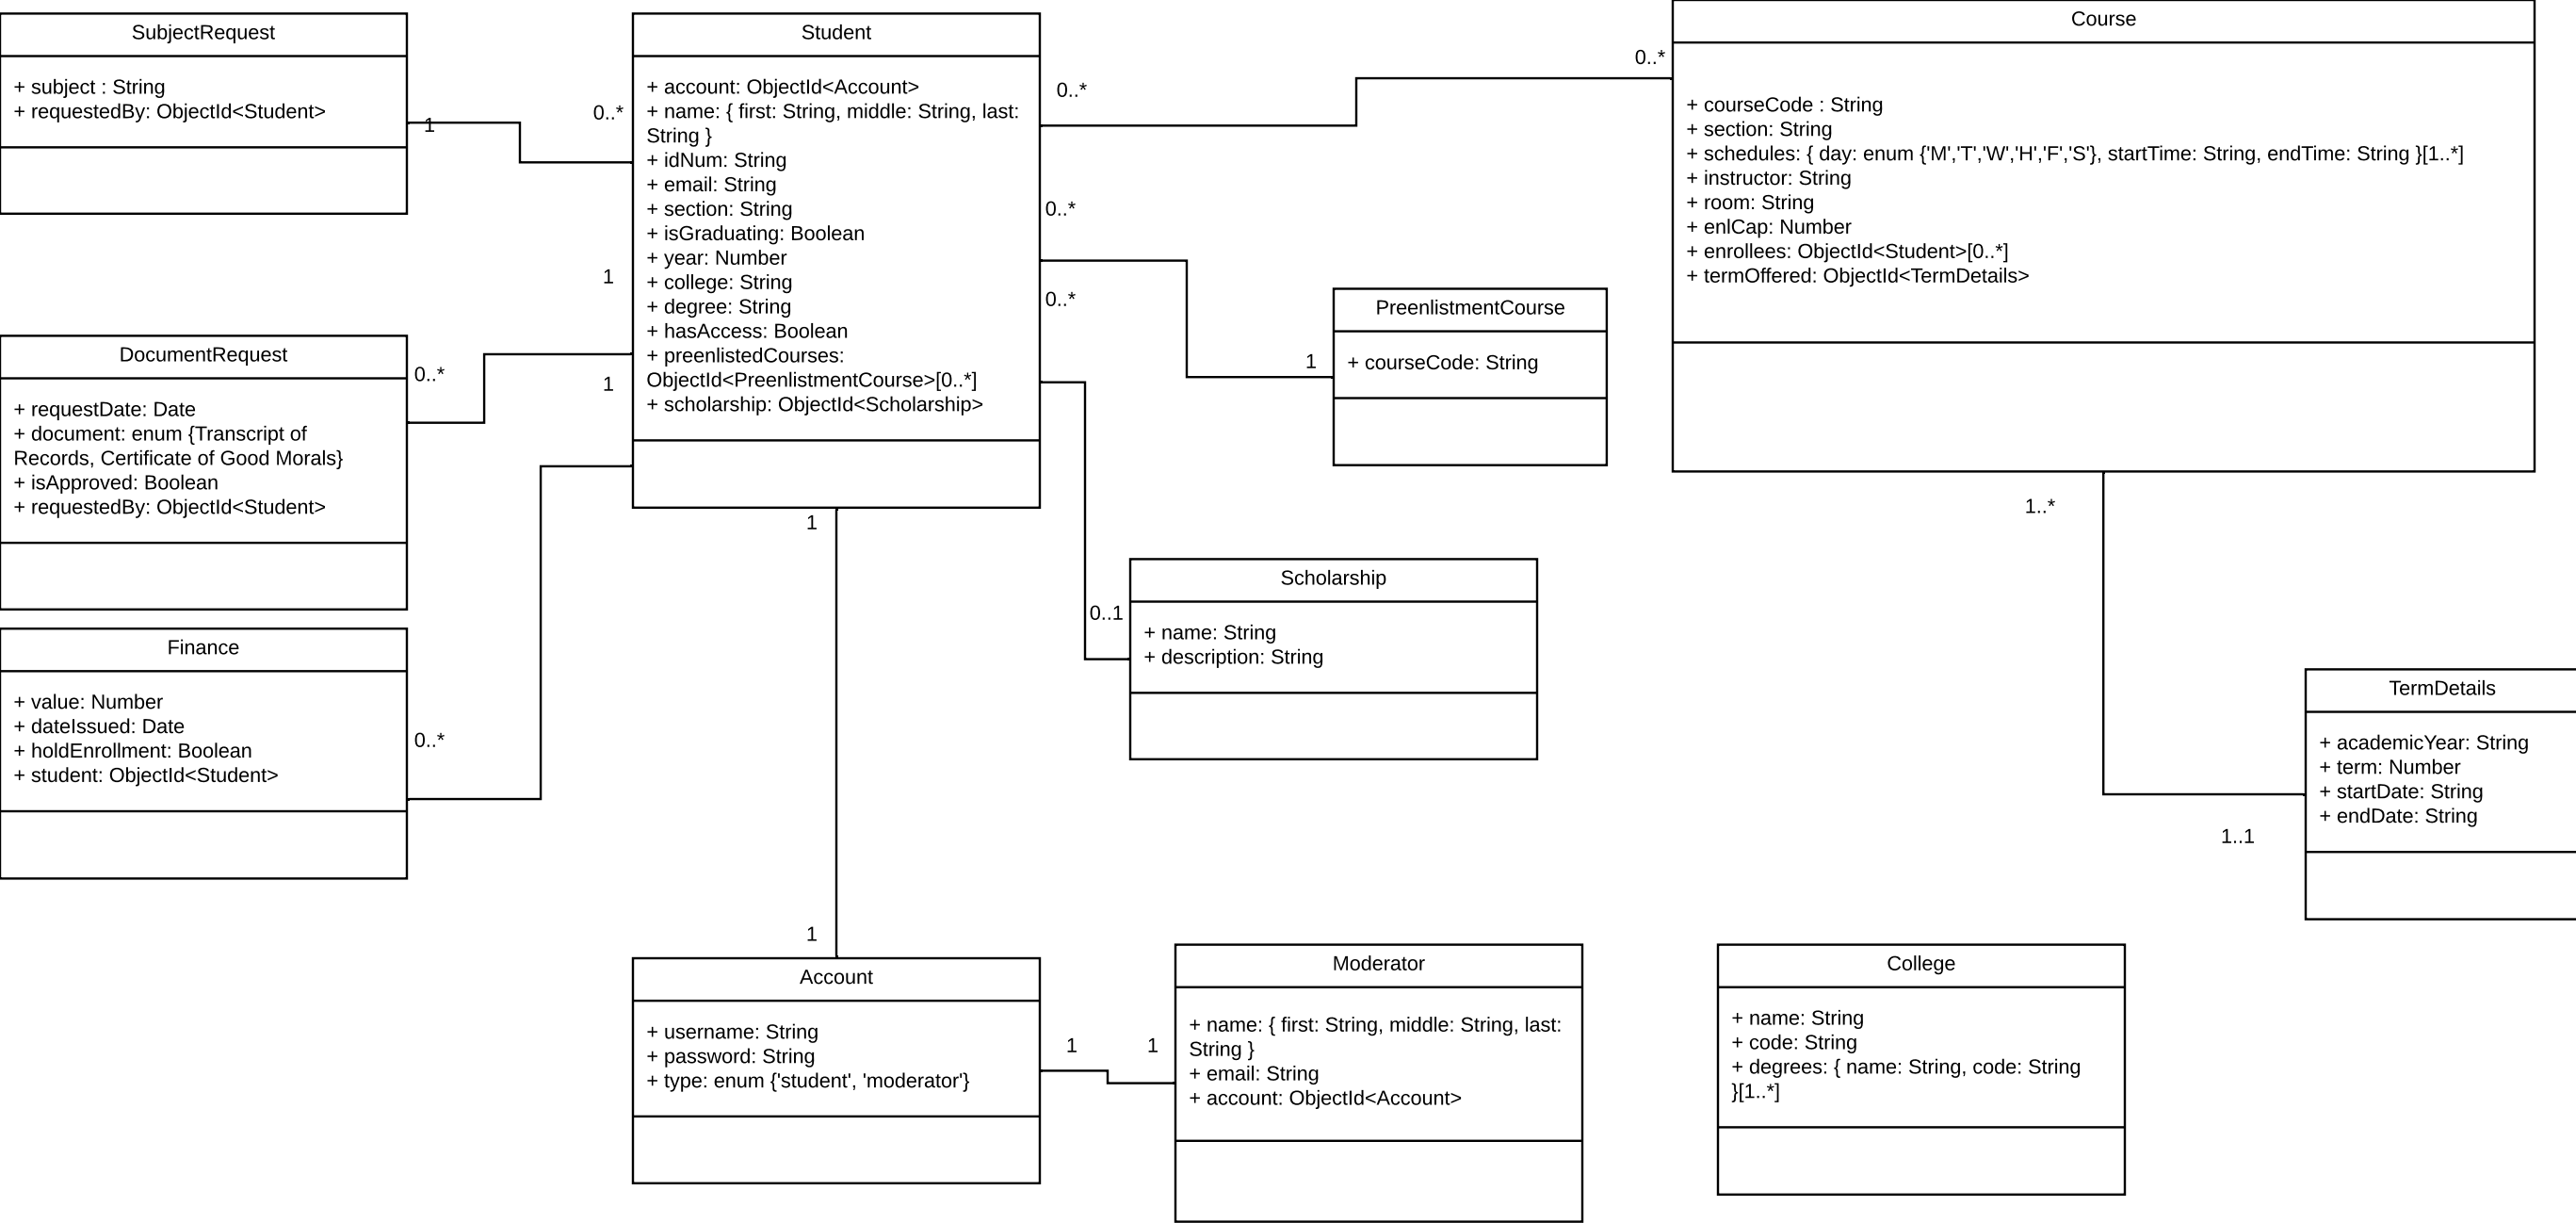 SubjectRequest
+ subject : String
+ requestedBy: ObjectId<Student>
1
0..*
Student
+ account: ObjectId<Account>
+ name: { first: String, middle: String, last:
String }
+ idNum: String
+ email: String
+ section: String
+ isGraduating: Boolean
+ year: Number
+ college: String
+ degree: String
+ hasAccess: Boolean
+ preenlistedCourses:
ObjectId<PreenlistmentCourse>[0..*]
+ scholarship: ObjectId<Scholarship>
0..*
0..*
Course
+ courseCode : String
+ section: String
+ schedules: { day: enum {'M','T','W','H','F','S'}, startTime: String, endTime: String }[1..*]
+ instructor: String
+ room: String
+ enlCap: Number
+ enrollees: ObjectId<Student>[0..*]
+ termOffered: ObjectId<TermDetails>
0..*
1
PreenlistmentCourse
+ courseCode: String
DocumentRequest
+ requestDate: Date
+ document: enum {Transcript of
Records, Certificate of Good Morals}
+ isApproved: Boolean
+ requestedBy: ObjectId<Student>
0..*
1
1
0..*
0..1
Scholarship
+ name: String
+ description: String
Finance
+ value: Number
+ dateIssued: Date
+ holdEnrollment: Boolean
+ student: ObjectId<Student>
0..*
1..*
1..1
TermDetails
+ academicYear: String
+ term: Number
+ startDate: String
+ endDate: String
1
1
Account
+ username: String
+ password: String
+ type: enum {'student', 'moderator'}
1
1
Moderator
+ name: { first: String, middle: String, last:
String }
+ email: String
+ account: ObjectId<Account>
College
+ name: String
+ code: String
+ degrees: { name: String, code: String
}[1..*]